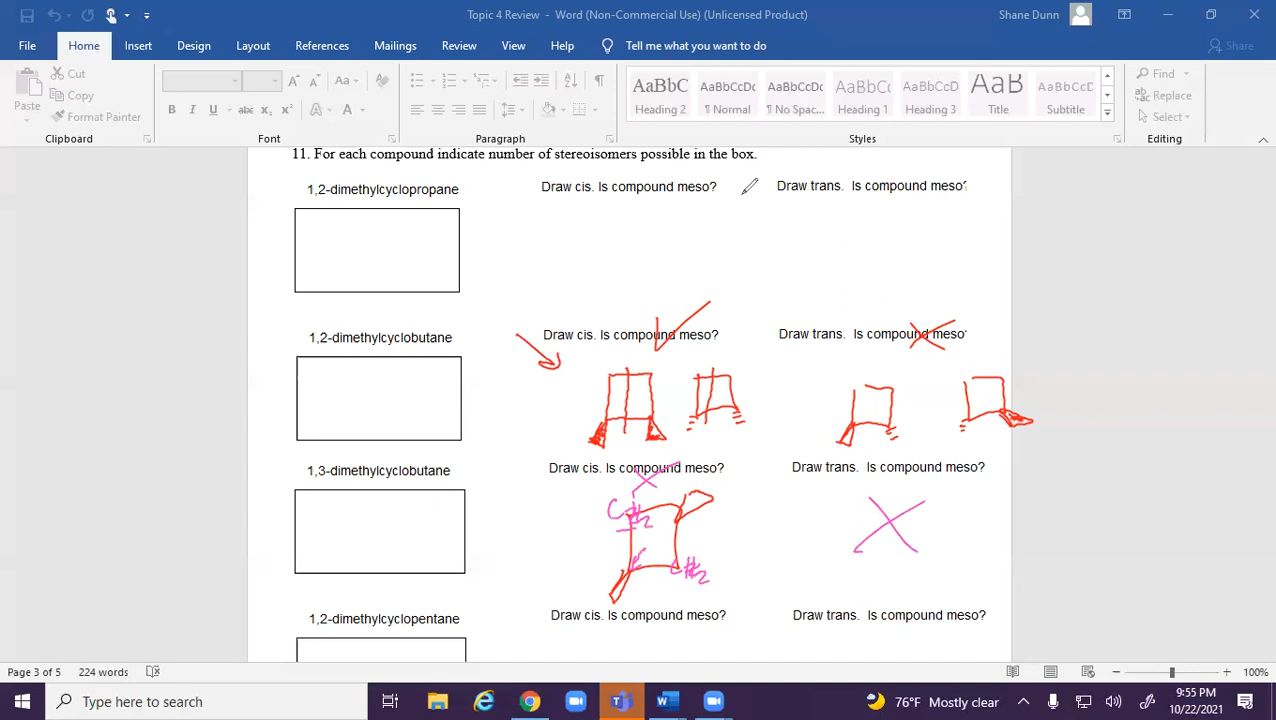 Topic 4 Review - Word (Non-Commercial Use) (Unlicensed Product)
Shane Dunn
File Home Insert Design Layout References Mailings Review View Help Tell me what you want to do Share
Paste
Cut
Copy
Format Painter
AaBbC AaBbCcD AaBbCcD AaBbCc AaBbCcD AaB AaBbCcD
Heading 2 ¶ Normal ¶ No Spac... Heading 1 Heading 3 Title Subtitle
Find
Replace
Select
Clipboard Font Paragraph Styles Editing
11. For each compound indicate number of stereoisomers possible in the box.
1,2-dimethylcyclopropane Draw cis. Is compound meso? Draw trans. Is compound meso?
1,2-dimethylcyclobutane Draw cis. Is compound meso? Draw trans. Is compound meso?
1,3-dimethylcyclobutane Draw cis. Is compound meso? Draw trans. Is compound meso?
CH2
CH2
1,2-dimethylcyclopentane Draw cis. Is compound meso? Draw trans. Is compound meso?
Page 3 of 5 224 words 100%
Type here to search
76°F Mostly clear
9:55 PM
10/22/2021